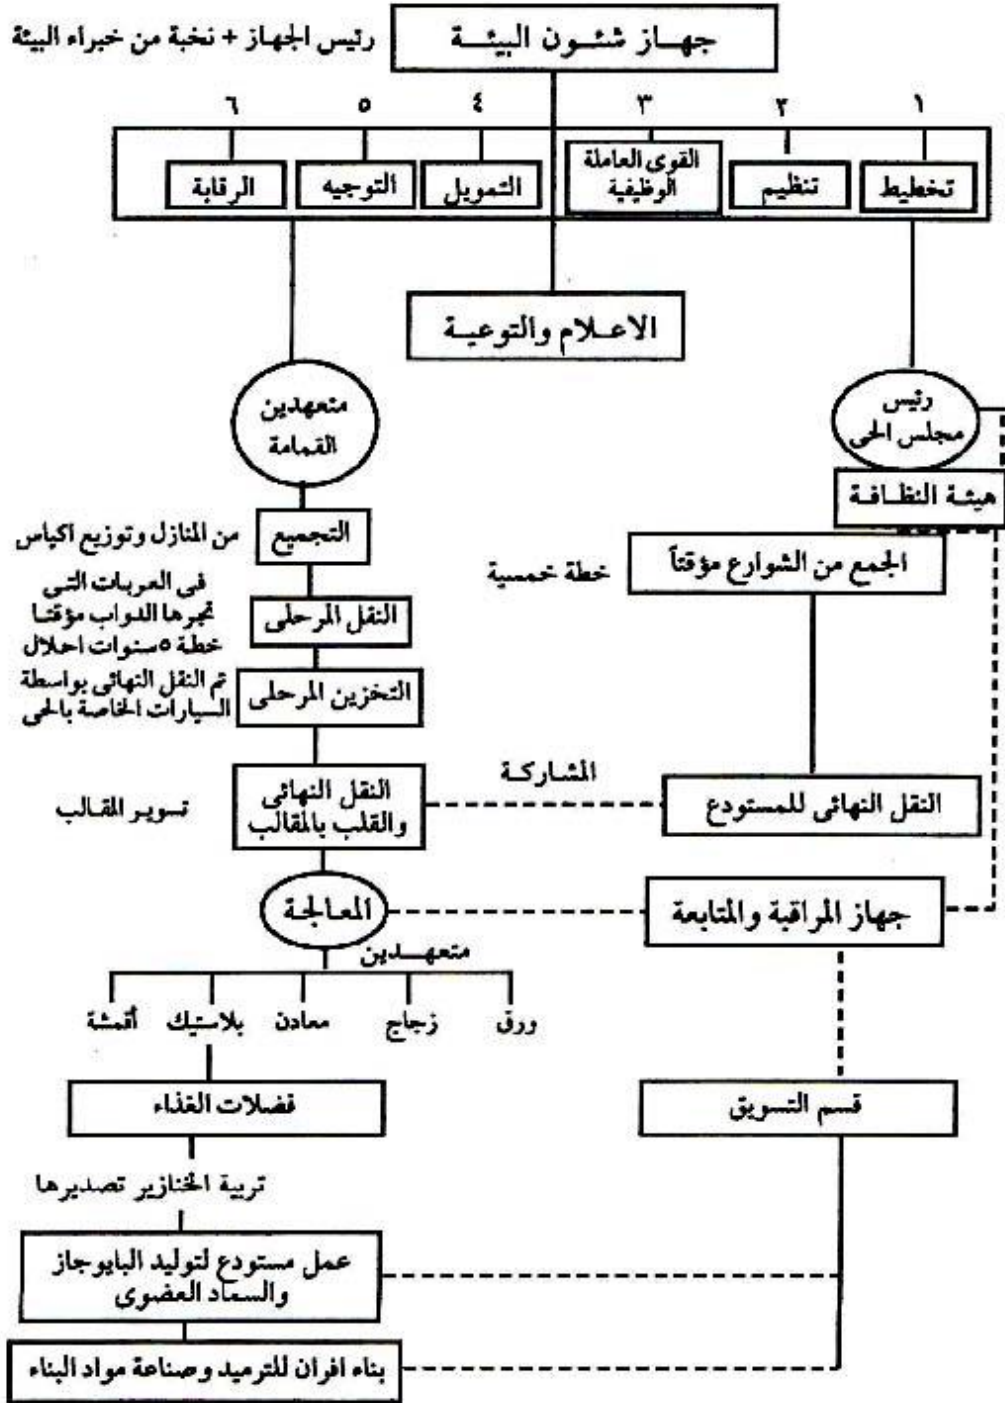 جهاز شئون البيئة
رئيس الجهاز + نخبة من خبراء البيئة
١
٢
٣
٤
٥
٦
تخطيط
تنظيم
القوى العاملة
الوظيفية
التمويل
التوجيه
الرقابة
الاعلام والتوعية
رئيس
مجلس الحى
هيئة النظافة
الجمع من الشوارع مؤقتاً
خطة خمسية
النقل النهائى للمستودع
المشاركة
جهاز المراقبة والمتابعة
قسم التسويق
متعهدين
القمامة
التجميع
من المنازل وتوزيع اكياس
النقل المرحلى
فى العربات التى
تجرها الدواب مؤقتا
خطة ٥ سنوات احلال
التخزين المرحلى
تم النقل النهائى بواسطة
السيارات الخاصة بالحى
النقل النهائى
والقلب بالمقالب
تسوير المقالب
المعالجة
متعهدين
ورق
زجاج
معادن
بلاستيك
أقمشة
فضلات الغذاء
تربية الخنازير تصديرها
عمل مستودع لتوليد البايوجاز
والسماد العضوى
بناء افران للترميد وصناعة مواد البناء